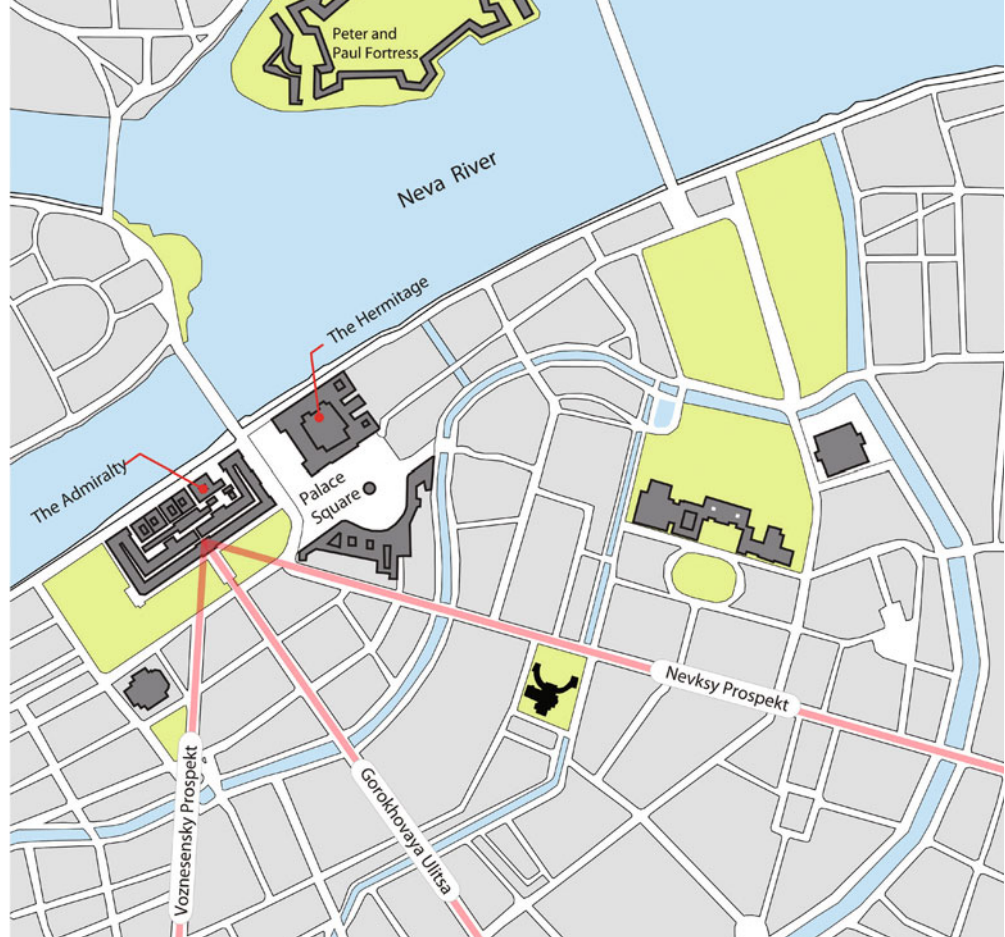 Peter and
Paul Fortress
Neva River
The Hermitage
The Admiralty
Palace
Square
Nevksy Prospekt
Gorokhovaya Ulitsa
Voznesensky Prospekt